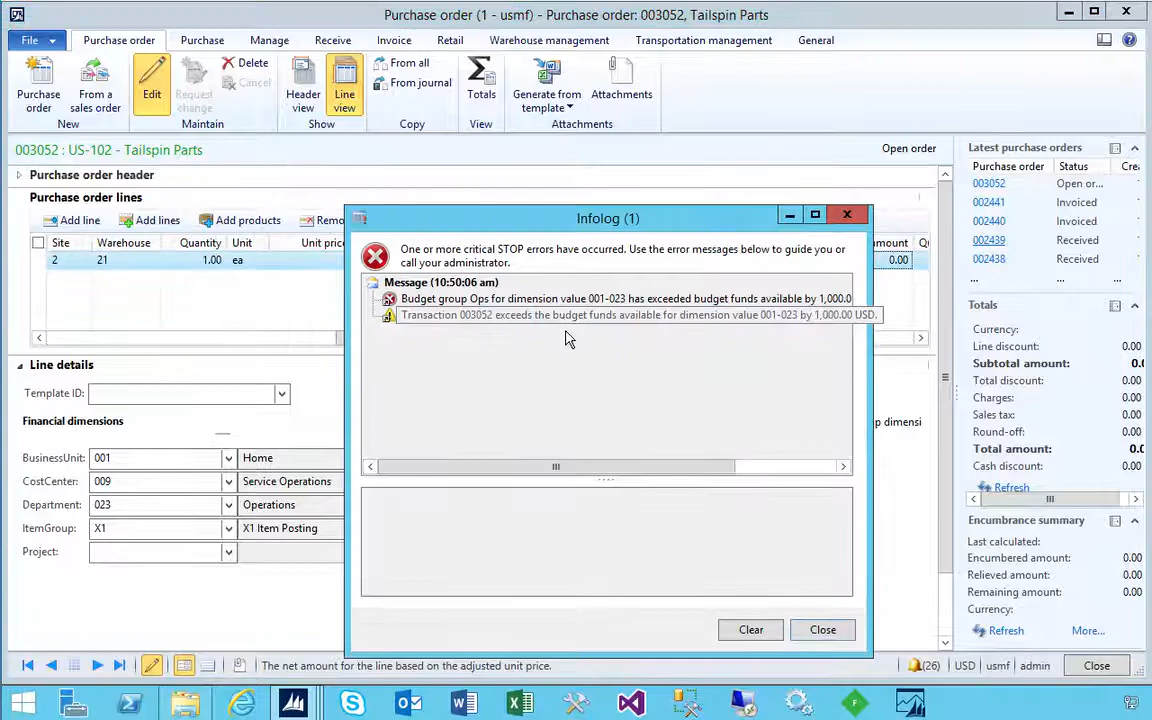 Purchase order (1 - usmf) - Purchase order: 003052, Tailspin Parts
File Purchase order Purchase Manage Receive Invoice Retail Warehouse management Transportation management General
Purchase order
From a sales order
New
Edit
Request change
Delete
Cancel
Maintain
Header view
Line view
Show
From all
From journal
Copy
Totals
View
Generate from template
Attachments
Attachments
003052 : US-102 - Tailspin Parts
Open order
Purchase order header
Purchase order lines
Add line Add lines Add products Remo
Site Warehouse Quantity Unit Unit pric
2 21 1.00 ea
amount Q
0.00
Line details
Template ID:
Financial dimensions
p dimensi
BusinessUnit: 001 Home
CostCenter: 009 Service Operations
Department: 023 Operations
ItemGroup: X1 X1 Item Posting
Project:
Infolog (1)
One or more critical STOP errors have occurred. Use the error messages below to guide you or
call your administrator.
Message (10:50:06 am)
Budget group Ops for dimension value 001-023 has exceeded budget funds available by 1,000.0
Transaction 003052 exceeds the budget funds available for dimension value 001-023 by 1,000.00 USD.
Clear Close
Latest purchase orders
Purchase order Status Crea
003052 Open or...
002441 Invoiced
002440 Invoiced
002439 Received
002438 Received
... ...
Totals
Currency:
Line discount: 0.00
Subtotal amount: 0.0
Total discount: 0.00
Charges: 0.00
Sales tax: 0.00
Round-off: 0.00
Total amount: 0.0
Cash discount: 0.00
Refresh
Encumbrance summary
Last calculated:
Encumbered amount: 0.00
Relieved amount: 0.00
Remaining amount: 0.00
Currency:
Refresh More...
The net amount for the line based on the adjusted unit price.
(26) USD usmf admin Close